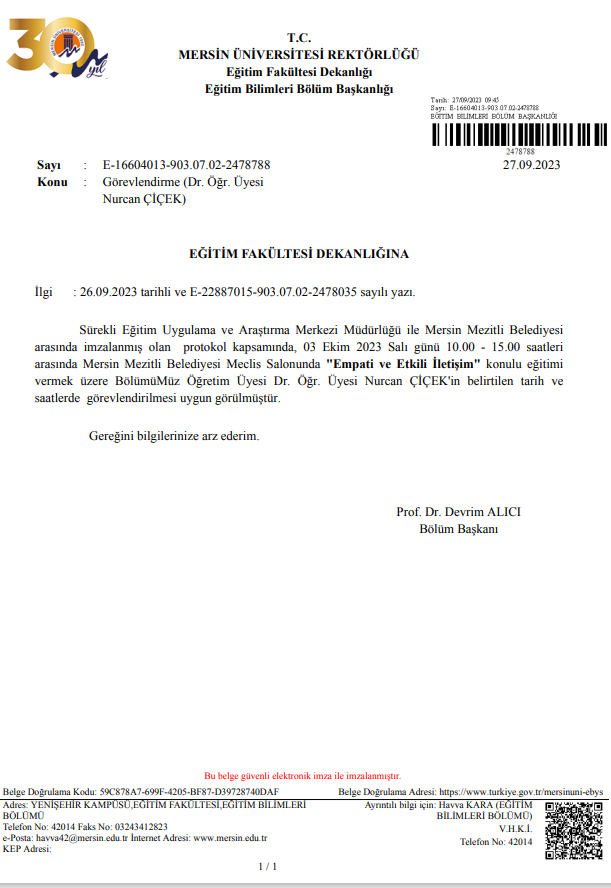 30.yıl
T.C.
MERSİN ÜNİVERSİTESİ REKTÖRLÜĞÜ
Eğitim Fakültesi Dekanlığı
Eğitim Bilimleri Bölüm Başkanlığı
Tarih: 27/09/2023 09:45
Sayı: E-16604013-903.07.02-2478788
EĞİTİM BİLİMLERİ BÖLÜM BAŞKANLIĞI
2478788
Sayı : E-16604013-903.07.02-2478788 27.09.2023
Konu : Görevlendirme (Dr. Öğr. Üyesi
Nurcan ÇİÇEK)
EĞİTİM FAKÜLTESİ DEKANLIĞINA
İlgi : 26.09.2023 tarihli ve E-22887015-903.07.02-2478035 sayılı yazı.
Sürekli Eğitim Uygulama ve Araştırma Merkezi Müdürlüğü ile Mersin Mezitli Belediyesi
arasında imzalanmış olan protokol kapsamında, 03 Ekim 2023 Salı günü 10.00 - 15.00 saatleri
arasında Mersin Mezitli Belediyesi Meclis Salonunda "Empati ve Etkili İletişim" konulu eğitimi
vermek üzere BölümüMüz Öğretim Üyesi Dr. Öğr. Üyesi Nurcan ÇİÇEK'in belirtilen tarih ve
saatlerde görevlendirilmesi uygun görülmüştür.
Gereğini bilgilerinize arz ederim.
Prof. Dr. Devrim ALICI
Bölüm Başkanı
Bu belge güvenli elektronik imza ile imzalanmıştır.
Belge Doğrulama Kodu: 59C878A7-699F-4205-BF87-D39728740DAF Belge Doğrulama Adresi: https://www.turkiye.gov.tr/mersinuni-ebys
Adres: YENİŞEHİR KAMPÜSÜ,EĞİTİM FAKÜLTESİ,EĞİTİM BİLİMLERİ
BÖLÜMÜ
Telefon No: 42014 Faks No: 03243412823
e-Posta: havva42@mersin.edu.tr İnternet Adresi: www.mersin.edu.tr
KEP Adresi:
Ayrıntılı bilgi için: Havva KARA (EĞİTİM
BİLİMLERİ BÖLÜMÜ)
V.H.K.İ.
Telefon No: 42014
1 / 1